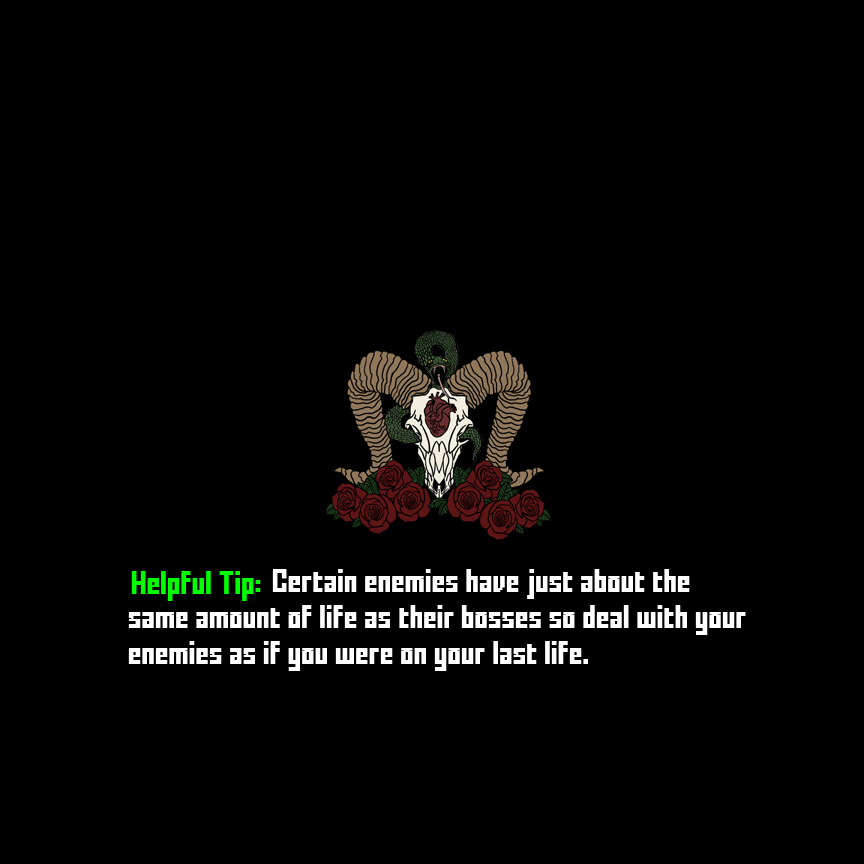 Helpful Tip: Certain enemies have just about the
same amount of life as their bosses so deal with your
enemies as if you were on your last life.